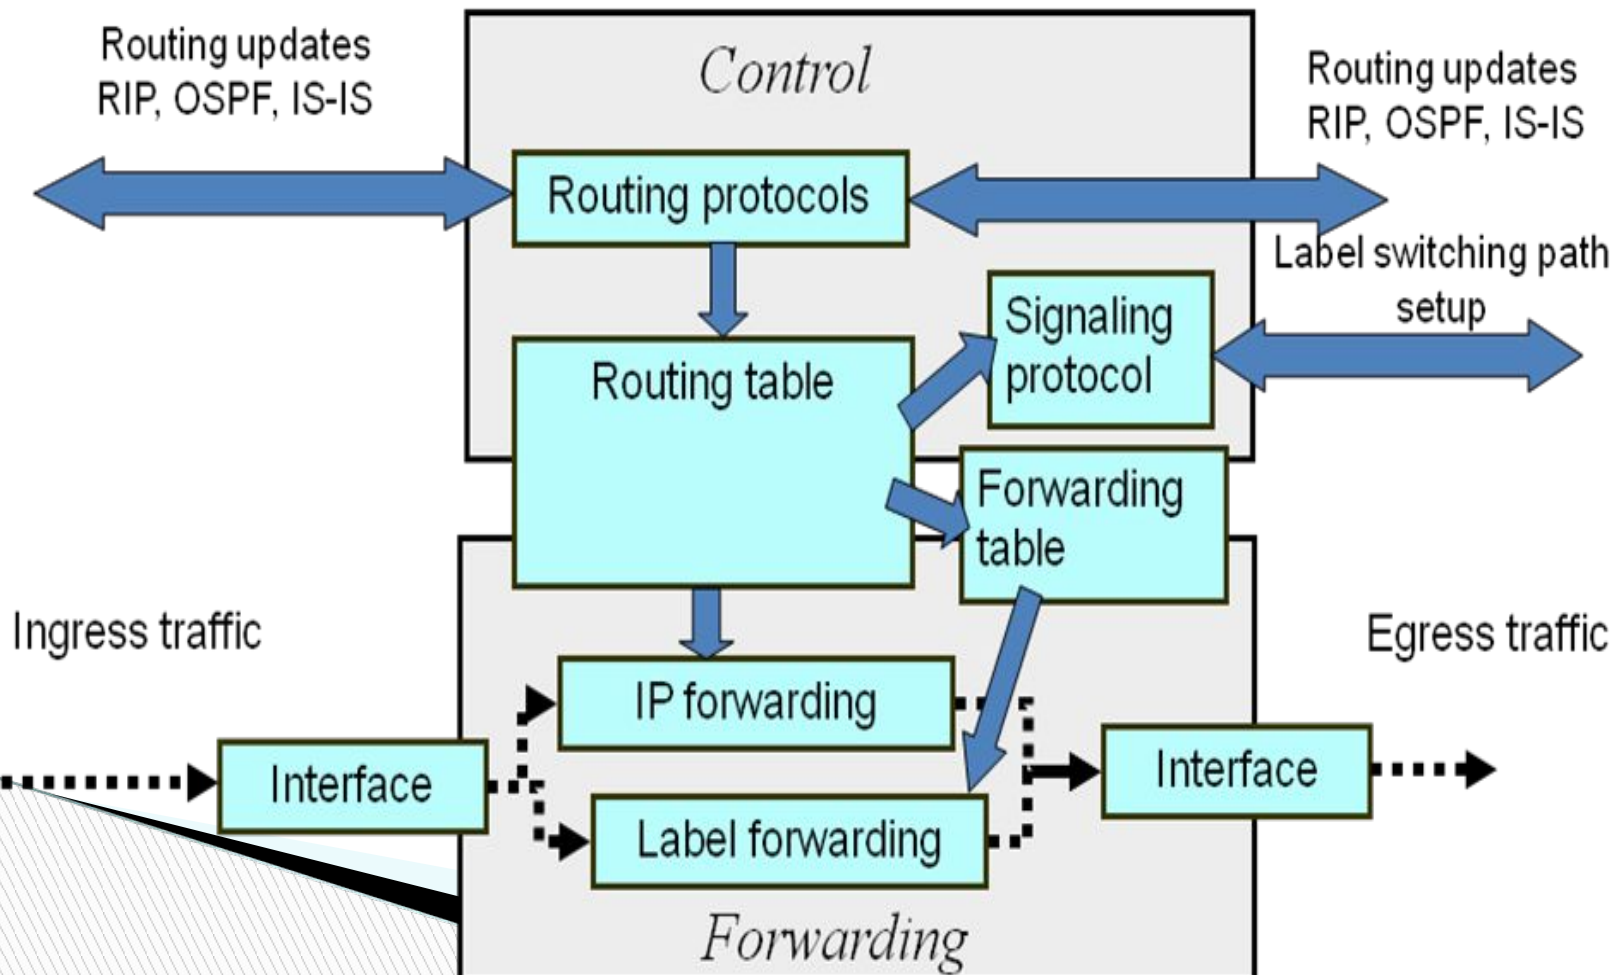 Routing updates
RIP, OSPF, IS-IS
Control
Routing updates
RIP, OSPF, IS-IS
Routing protocols
Label switching path
setup
Signaling
protocol
Routing table
Forwarding
table
Ingress traffic
Egress traffic
IP forwarding
Interface
Interface
Label forwarding
Forwarding